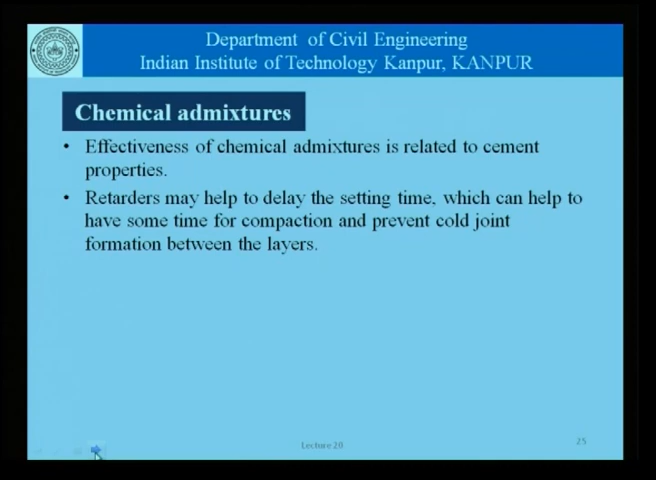 Department of Civil Engineering
Indian Institute of Technology Kanpur, KANPUR
Chemical admixtures
• Effectiveness of chemical admixtures is related to cement
properties.
• Retarders may help to delay the setting time, which can help to
have some time for compaction and prevent cold joint
formation between the layers.
Lecture 20
25